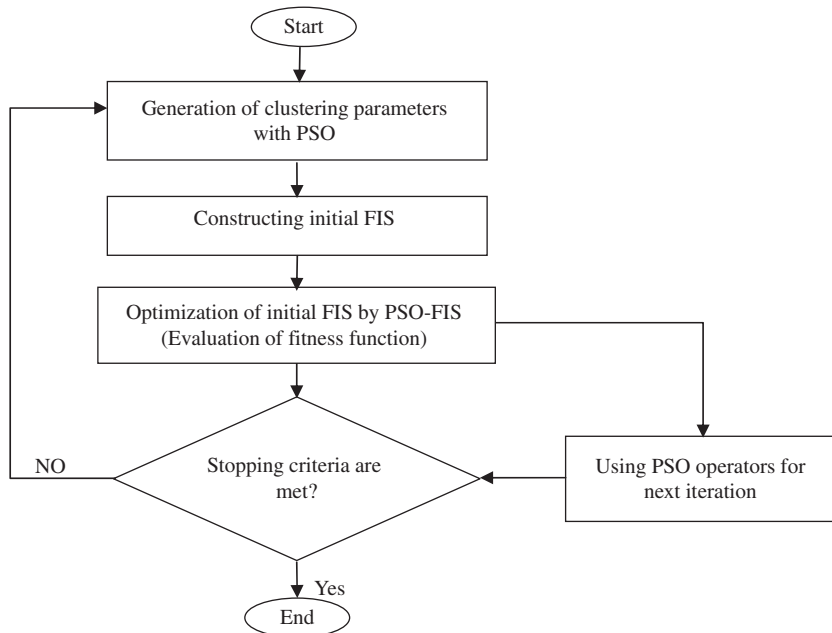 Start
Generation of clustering parameters
with PSO
Constructing initial FIS
Optimization of initial FIS by PSO-FIS
(Evaluation of fitness function)
NO
Stopping criteria are
met?
Using PSO operators for
next iteration
Yes
End